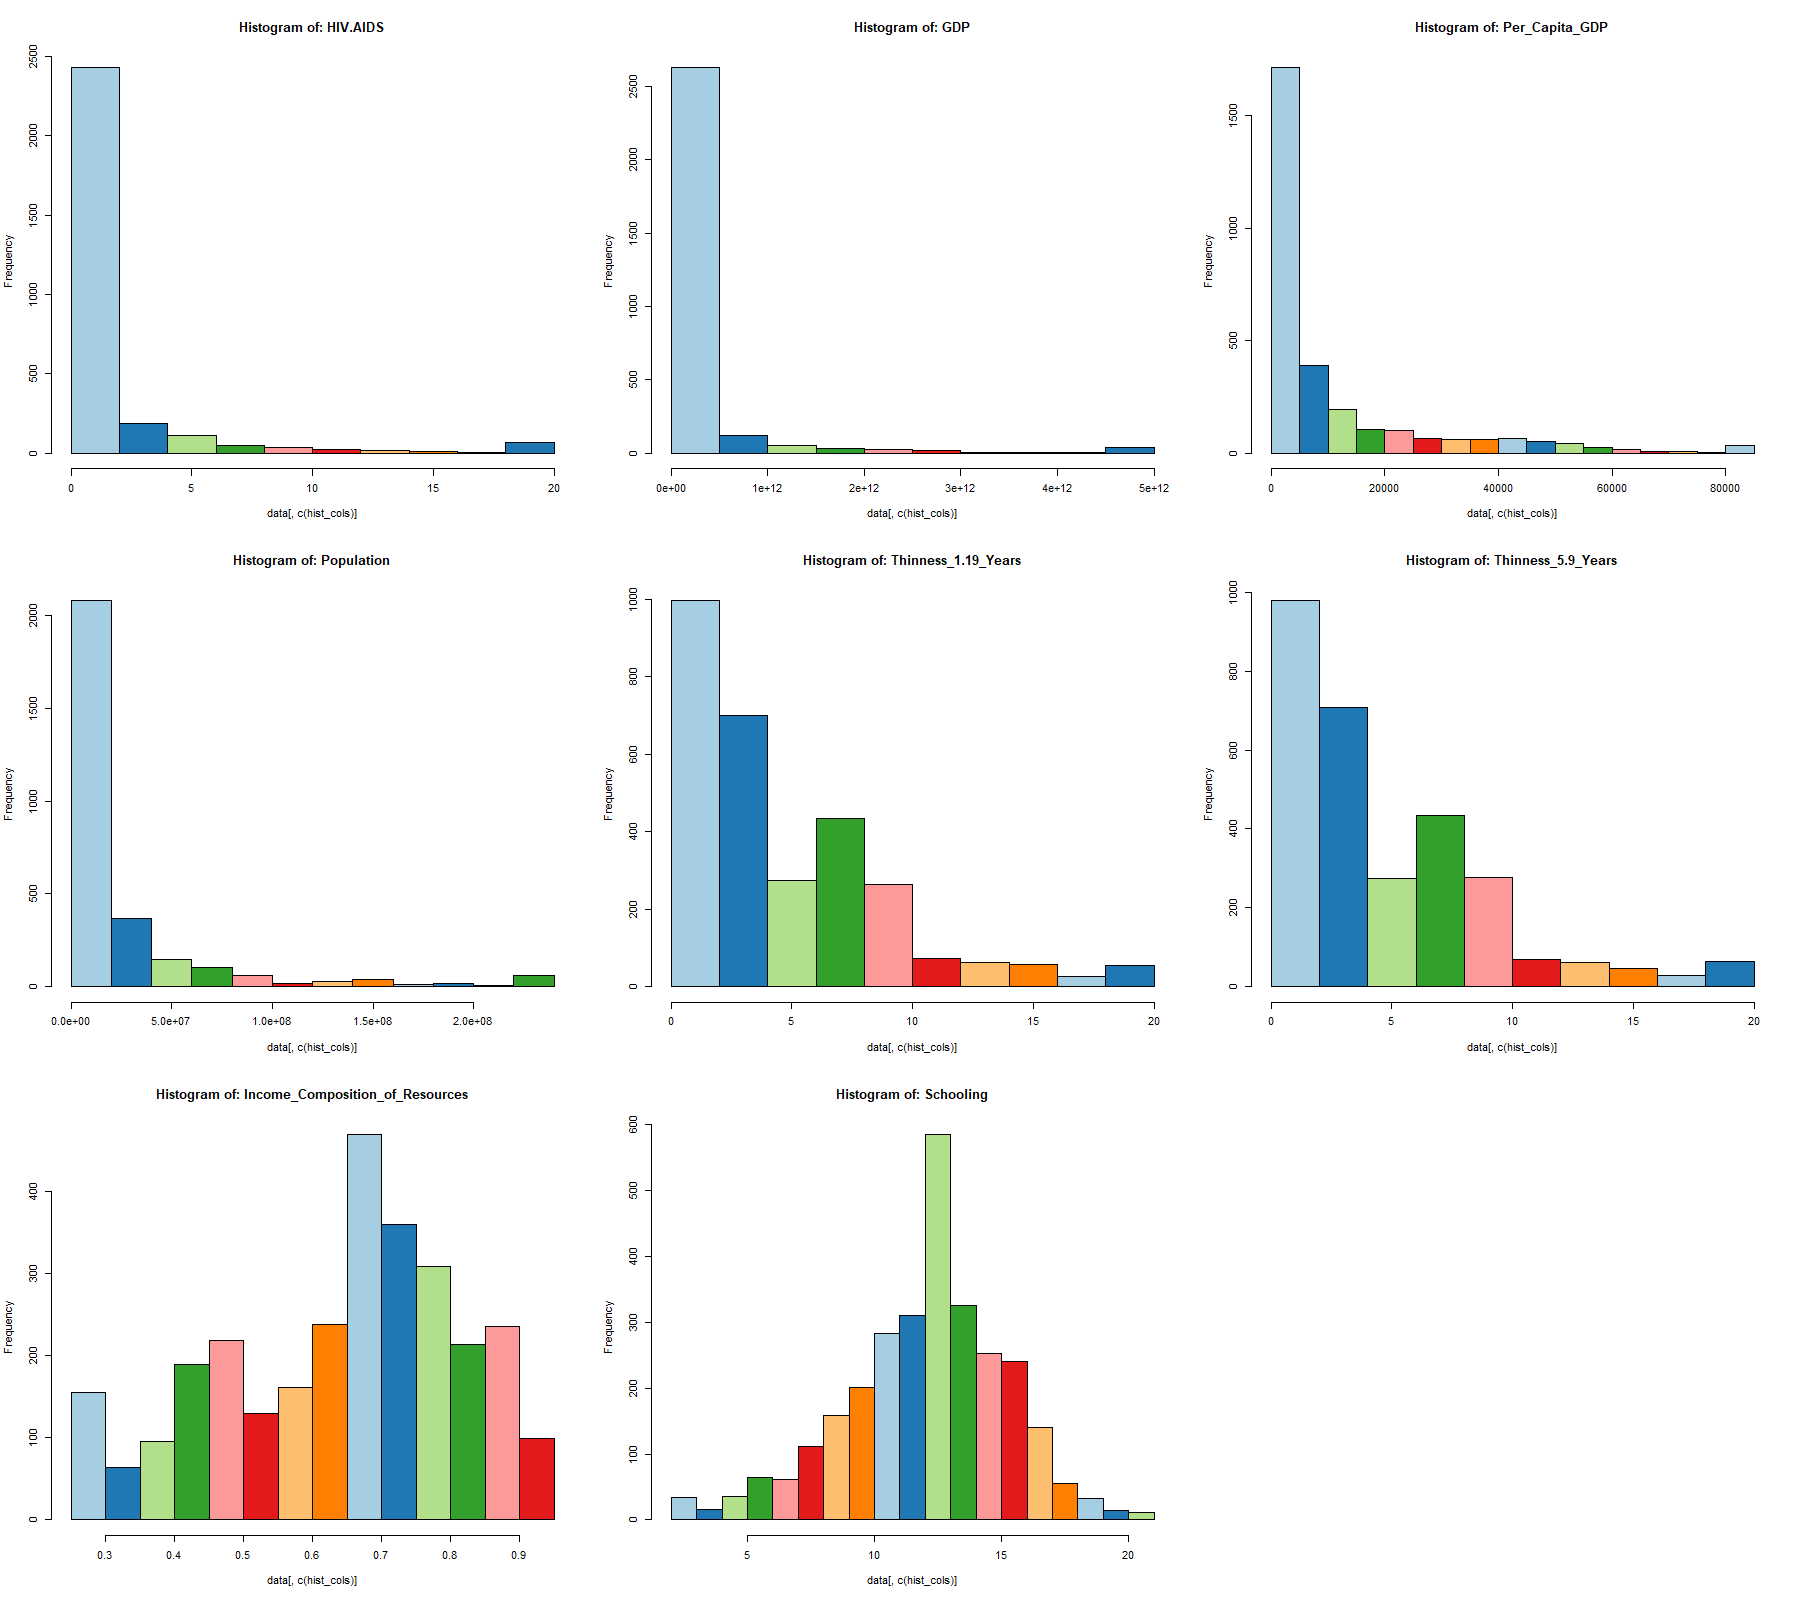 Histogram of: HIV.AIDS
Frequency
2500
2000
1500
1000
500
0
0 5 10 15 20
data[, c(hist_cols)]
Histogram of: GDP
Frequency
2500
2000
1500
1000
500
0
0e+00 1e+12 2e+12 3e+12 4e+12 5e+12
data[, c(hist_cols)]
Histogram of: Per_Capita_GDP
Frequency
1500
1000
500
0
0 20000 40000 60000 80000
data[, c(hist_cols)]
Histogram of: Population
Frequency
2000
1500
1000
500
0
0.0e+00 5.0e+07 1.0e+08 1.5e+08 2.0e+08
data[, c(hist_cols)]
Histogram of: Thinness_1.19_Years
Frequency
1000
800
600
400
200
0
0 5 10 15 20
data[, c(hist_cols)]
Histogram of: Thinness_5.9_Years
Frequency
1000
800
600
400
200
0
0 5 10 15 20
data[, c(hist_cols)]
Histogram of: Income_Composition_of_Resources
Frequency
400
300
200
100
0
0.3 0.4 0.5 0.6 0.7 0.8 0.9
data[, c(hist_cols)]
Histogram of: Schooling
Frequency
600
500
400
300
200
100
0
5 10 15 20
data[, c(hist_cols)]